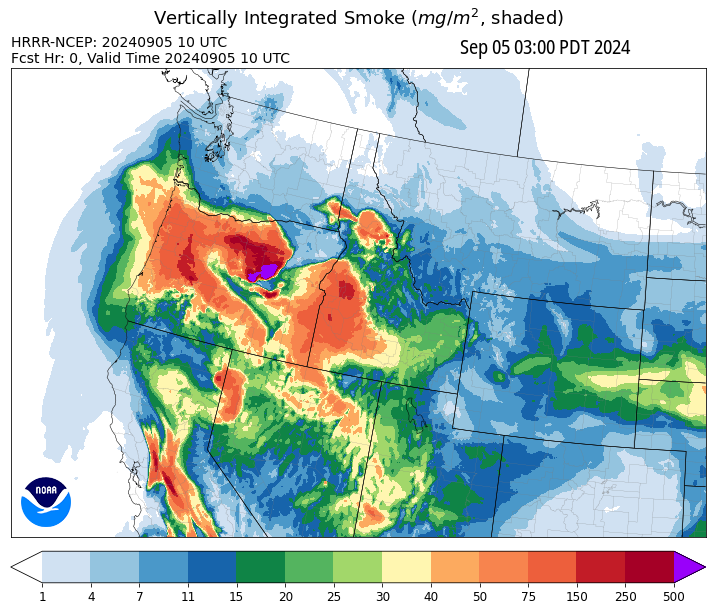 Vertically Integrated Smoke (mg/m², shaded)
HRRR-NCEP: 20240905 10 UTC
Fcst Hr: 0, Valid Time 20240905 10 UTC
Sep 05 03:00 PDT 2024
NOAA
1 4 7 11 15 20 25 30 40 50 75 150 250 500